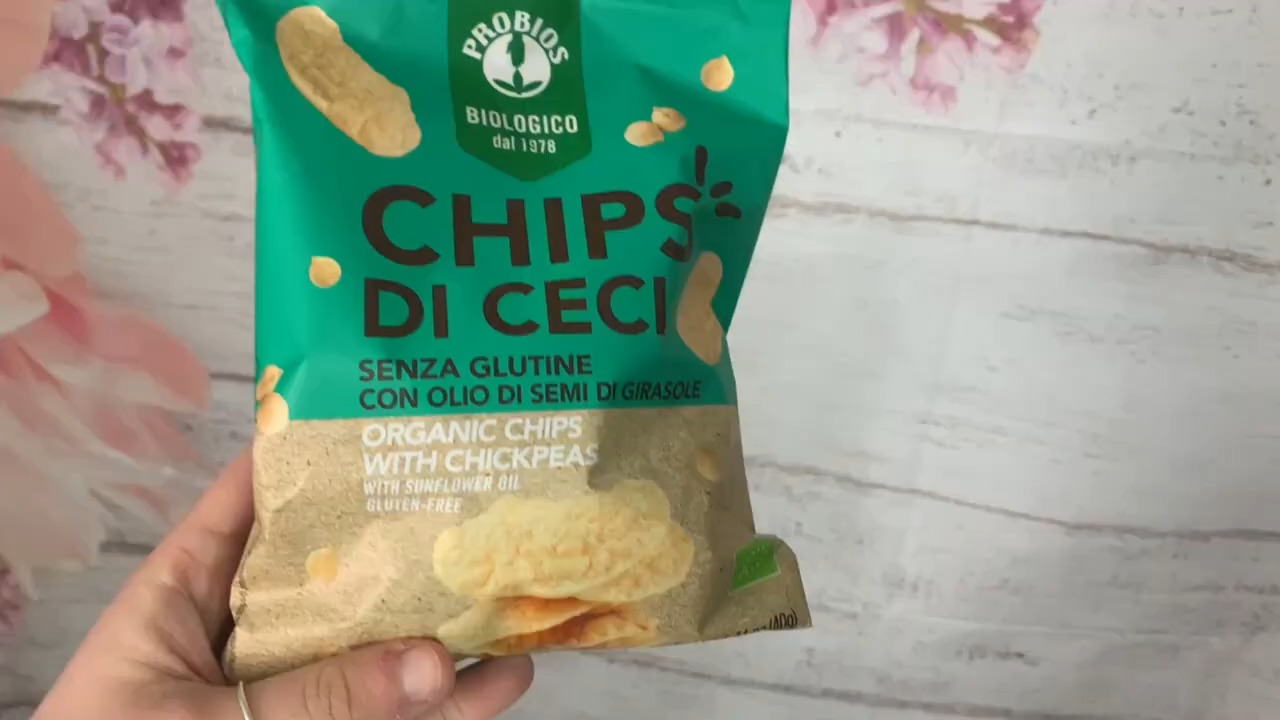 PROBIOS
BIOLOGICO
dal 1978
CHIPS
DI CECI
SENZA GLUTINE
CON OLIO DI SEMI DI GIRASOLE
ORGANIC CHIPS
WITH CHICKPEAS
WITH SUNFLOWER OIL
GLUTEN-FREE
(40g)